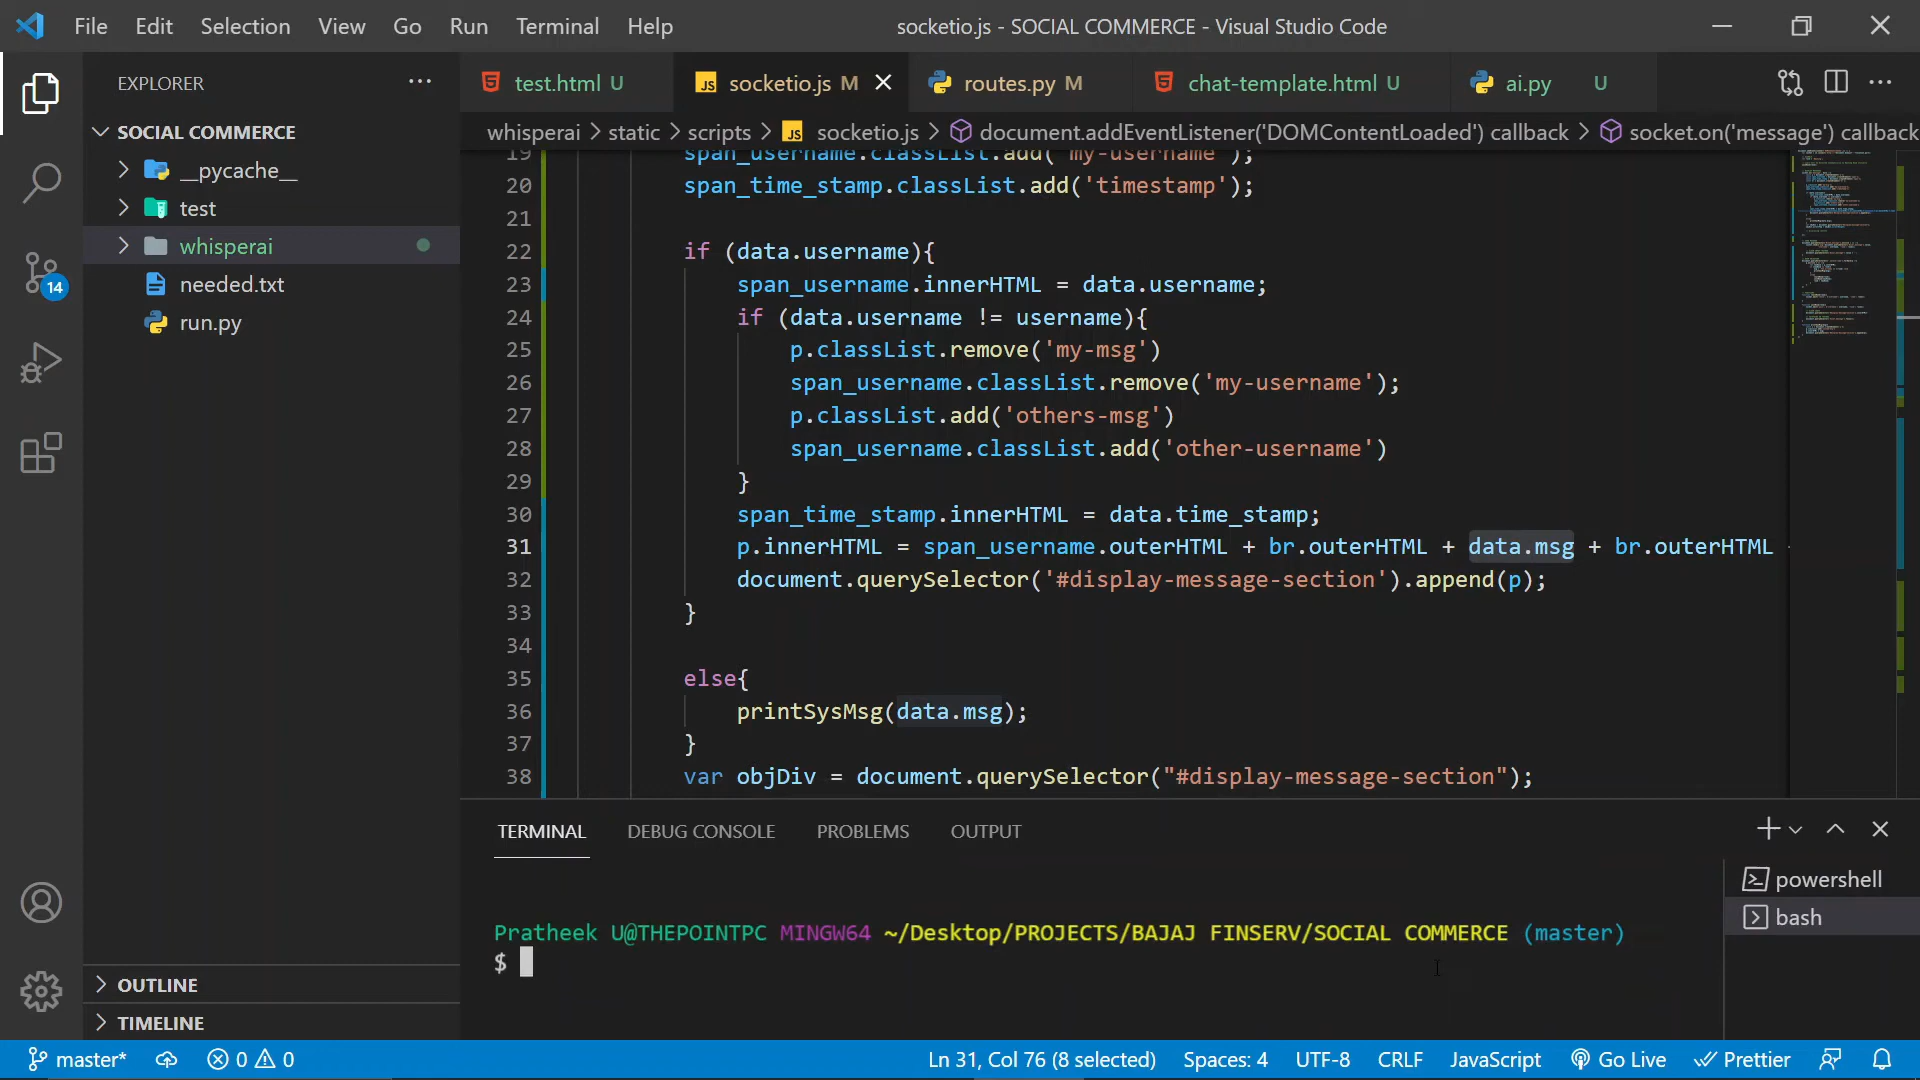 File Edit Selection View Go Run Terminal Help
socketio.js - SOCIAL COMMERCE - Visual Studio Code
EXPLORER
SOCIAL COMMERCE
__pycache__
test
whisperai
needed.txt
run.py
14
OUTLINE
TIMELINE
test.html U
JS socketio.js M
routes.py M
chat-template.html U
ai.py U
whisperai > static > scripts > JS socketio.js > document.addEventListener('DOMContentLoaded') callback > socket.on('message') callback
19 span_username.classList.add('my-username');
20 span_time_stamp.classList.add('timestamp');
21
22 if (data.username){
23 span_username.innerHTML = data.username;
24 if (data.username != username){
25 p.classList.remove('my-msg')
26 span_username.classList.remove('my-username');
27 p.classList.add('others-msg')
28 span_username.classList.add('other-username')
29 }
30 span_time_stamp.innerHTML = data.time_stamp;
31 p.innerHTML = span_username.outerHTML + br.outerHTML + data.msg + br.outerHTML
32 document.querySelector('#display-message-section').append(p);
33 }
34
35 else{
36 printSysMsg(data.msg);
37 }
38 var objDiv = document.querySelector("#display-message-section");
TERMINAL DEBUG CONSOLE PROBLEMS OUTPUT
powershell
bash
Pratheek U@THEPOINTPC MINGW64 ~/Desktop/PROJECTS/BAJAJ FINSERV/SOCIAL COMMERCE (master)
$
master* 0 0 Ln 31, Col 76 (8 selected) Spaces: 4 UTF-8 CRLF JavaScript Go Live Prettier